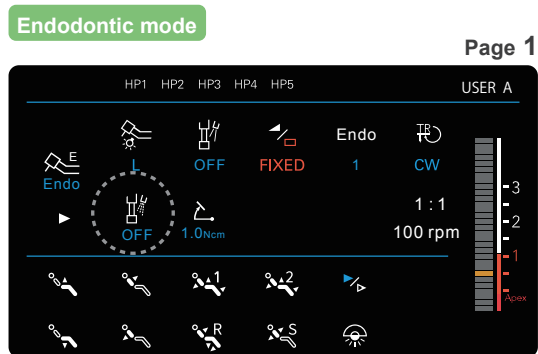 Endodontic mode
Page 1
HP1 HP2 HP3 HP4 HP5 USER A
E Endo TR
Endo L OFF FIXED 1 CW
3
1 : 1
OFF 1.0Ncm 100 rpm 2
1
1 2
Apex
R S